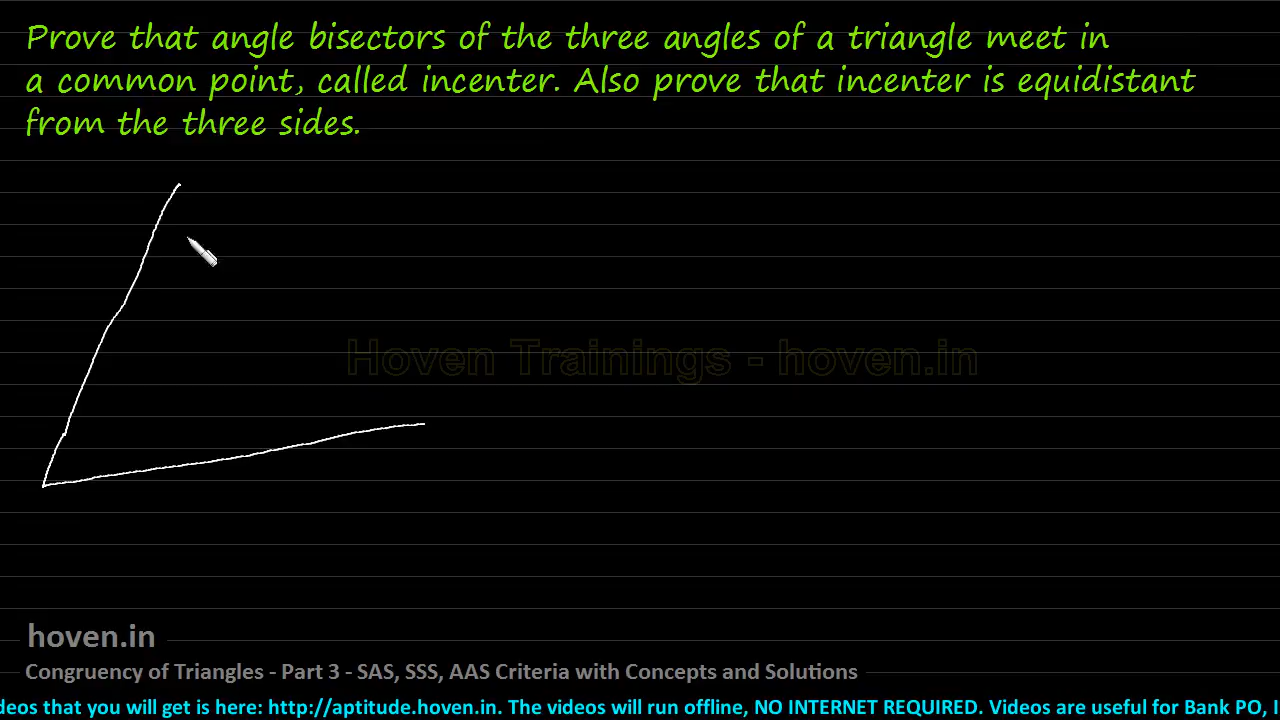 Prove that angle bisectors of the three angles of a triangle meet in
a common point, called incenter. Also prove that incenter is equidistant
from the three sides.
Hoven Trainings - hoven.in
hoven.in
Congruency of Triangles - Part 3 - SAS, SSS, AAS Criteria with Concepts and Solutions
deos that you will get is here: http://aptitude.hoven.in. The videos will run offline, NO INTERNET REQUIRED. Videos are useful for Bank PO,